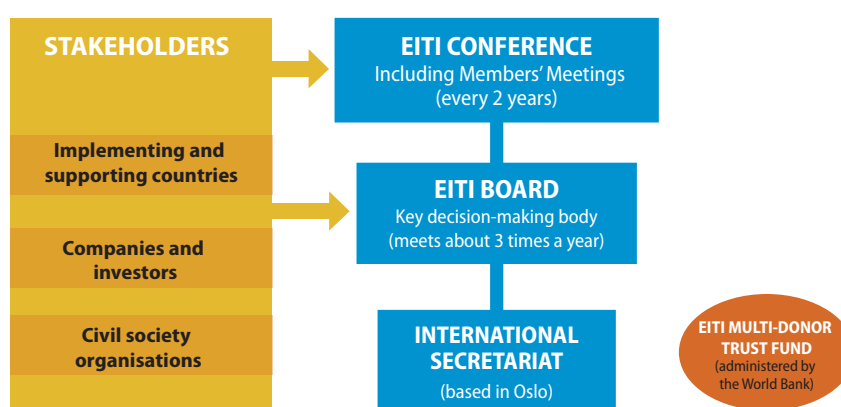 STAKEHOLDERS
Implementing and
supporting countries
Companies and
investors
Civil society
organisations
EITI CONFERENCE
Including Members' Meetings
(every 2 years)
EITI BOARD
Key decision-making body
(meets about 3 times a year)
INTERNATIONAL
SECRETARIAT
(based in Oslo)
EITI MULTI-DONOR
TRUST FUND
(administered by
the World Bank)